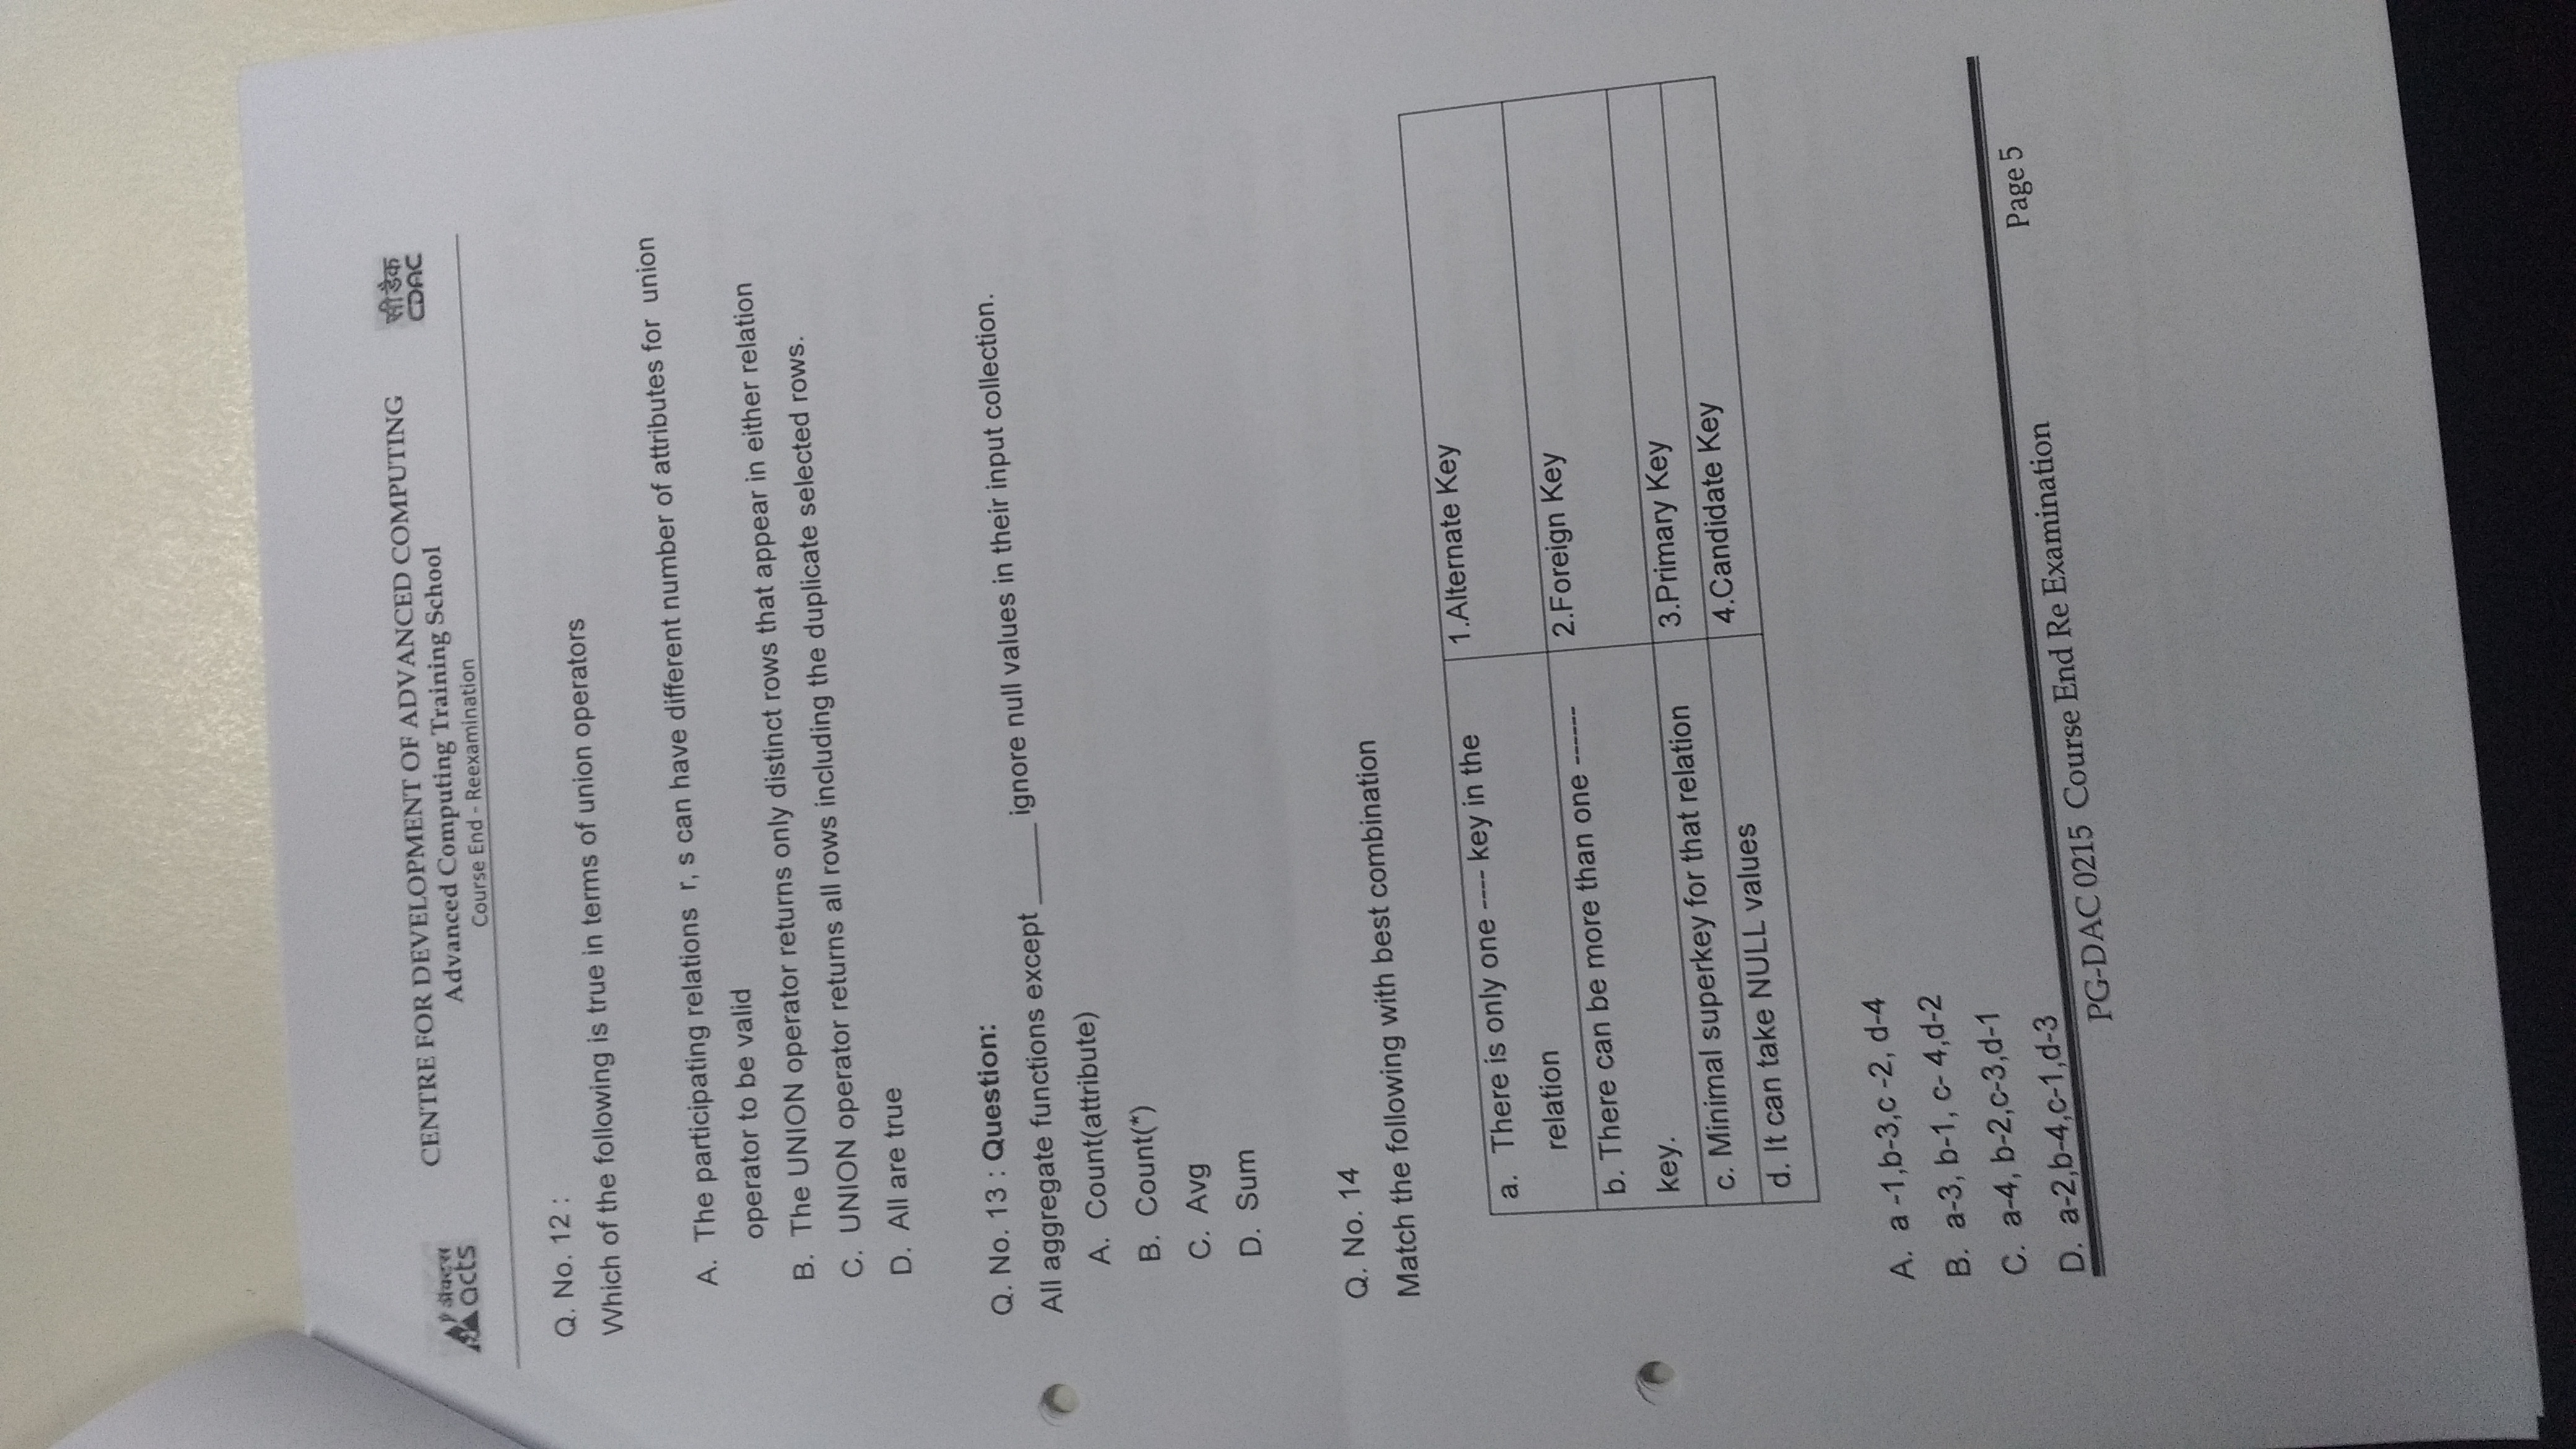 एक्टस
acts
CENTRE FOR DEVELOPMENT OF ADVANCED COMPUTING
Advanced Computing Training School
Course End - Reexamination
सी डैक
CDAC
Q. No. 12 :
Which of the following is true in terms of union operators
A. The participating relations r, s can have different number of attributes for union
operator to be valid
B. The UNION operator returns only distinct rows that appear in either relation
C. UNION operator returns all rows including the duplicate selected rows.
D. All are true
Q. No. 13 : Question:
All aggregate functions except _____ ignore null values in their input collection.
A. Count(attribute)
B. Count(*)
C. Avg
D. Sum
Q. No. 14
Match the following with best combination
a. There is only one ---- key in the 1.Alternate Key
relation
b. There can be more than one ------ 2.Foreign Key
key.
c. Minimal superkey for that relation 3.Primary Key
d. It can take NULL values 4.Candidate Key
A. a -1,b-3,c -2, d-4
B. a-3, b-1, c- 4,d-2
C. a-4, b-2,c-3,d-1
D. a-2,b-4,c-1,d-3
PG-DAC 0215 Course End Re Examination Page 5